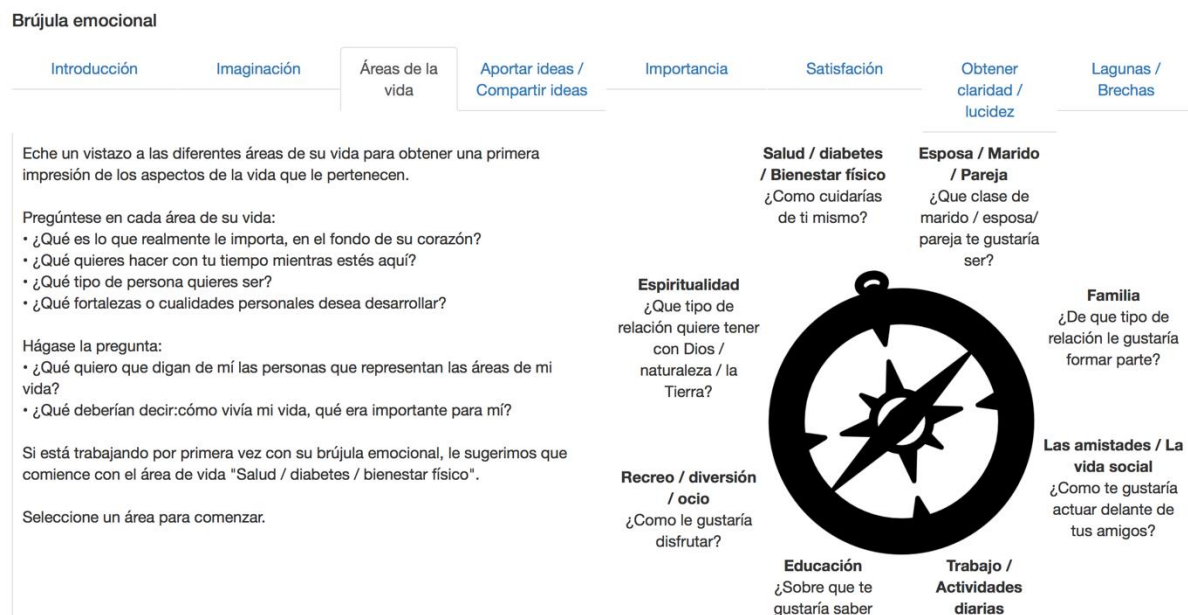 Brújula emocional
Introducción
Imaginación
Áreas de la
vida
Aportar ideas /
Compartir ideas
Importancia
Satisfación
Obtener
claridad /
lucidez
Lagunas /
Brechas
Eche un vistazo a las diferentes áreas de su vida para obtener una primera
impresión de los aspectos de la vida que le pertenecen.
Pregúntese en cada área de su vida:
• ¿Qué es lo que realmente le importa, en el fondo de su corazón?
• ¿Qué quieres hacer con tu tiempo mientras estés aquí?
• ¿Qué tipo de persona quieres ser?
• ¿Qué fortalezas o cualidades personales desea desarrollar?
Hágase la pregunta:
• ¿Qué quiero que digan de mí las personas que representan las áreas de mi
vida?
• ¿Qué deberían decir:cómo vivía mi vida, qué era importante para mí?
Si está trabajando por primera vez con su brújula emocional, le sugerimos que
comience con el área de vida "Salud / diabetes / bienestar físico".
Seleccione un área para comenzar.
Salud / diabetes
/ Bienestar físico
¿Como cuidarías
de ti mismo?
Esposa / Marido
/ Pareja
¿Que clase de
marido / esposa/
pareja te gustaría
ser?
Espiritualidad
¿Que tipo de
relación quiere tener
con Dios /
naturaleza / la
Tierra?
Familia
¿De que tipo de
relación le gustaría
formar parte?
Recreo / diversión
/ ocio
¿Como le gustaría
disfrutar?
Las amistades / La
vida social
¿Como te gustaría
actuar delante de
tus amigos?
Educación
¿Sobre que te
gustaría saber
Trabajo /
Actividades
diarias